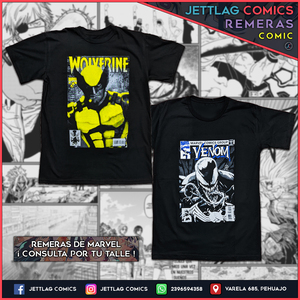 JETTLAG COMICS
REMERAS
COMIC
WOLVERINE
VENOM
REMERAS DE MARVEL
¡ CONSULTA POR TU TALLE !
JETTLAG COMICS
JETTLAG COMICS
2396594358
VARELA 685, PEHUAJO